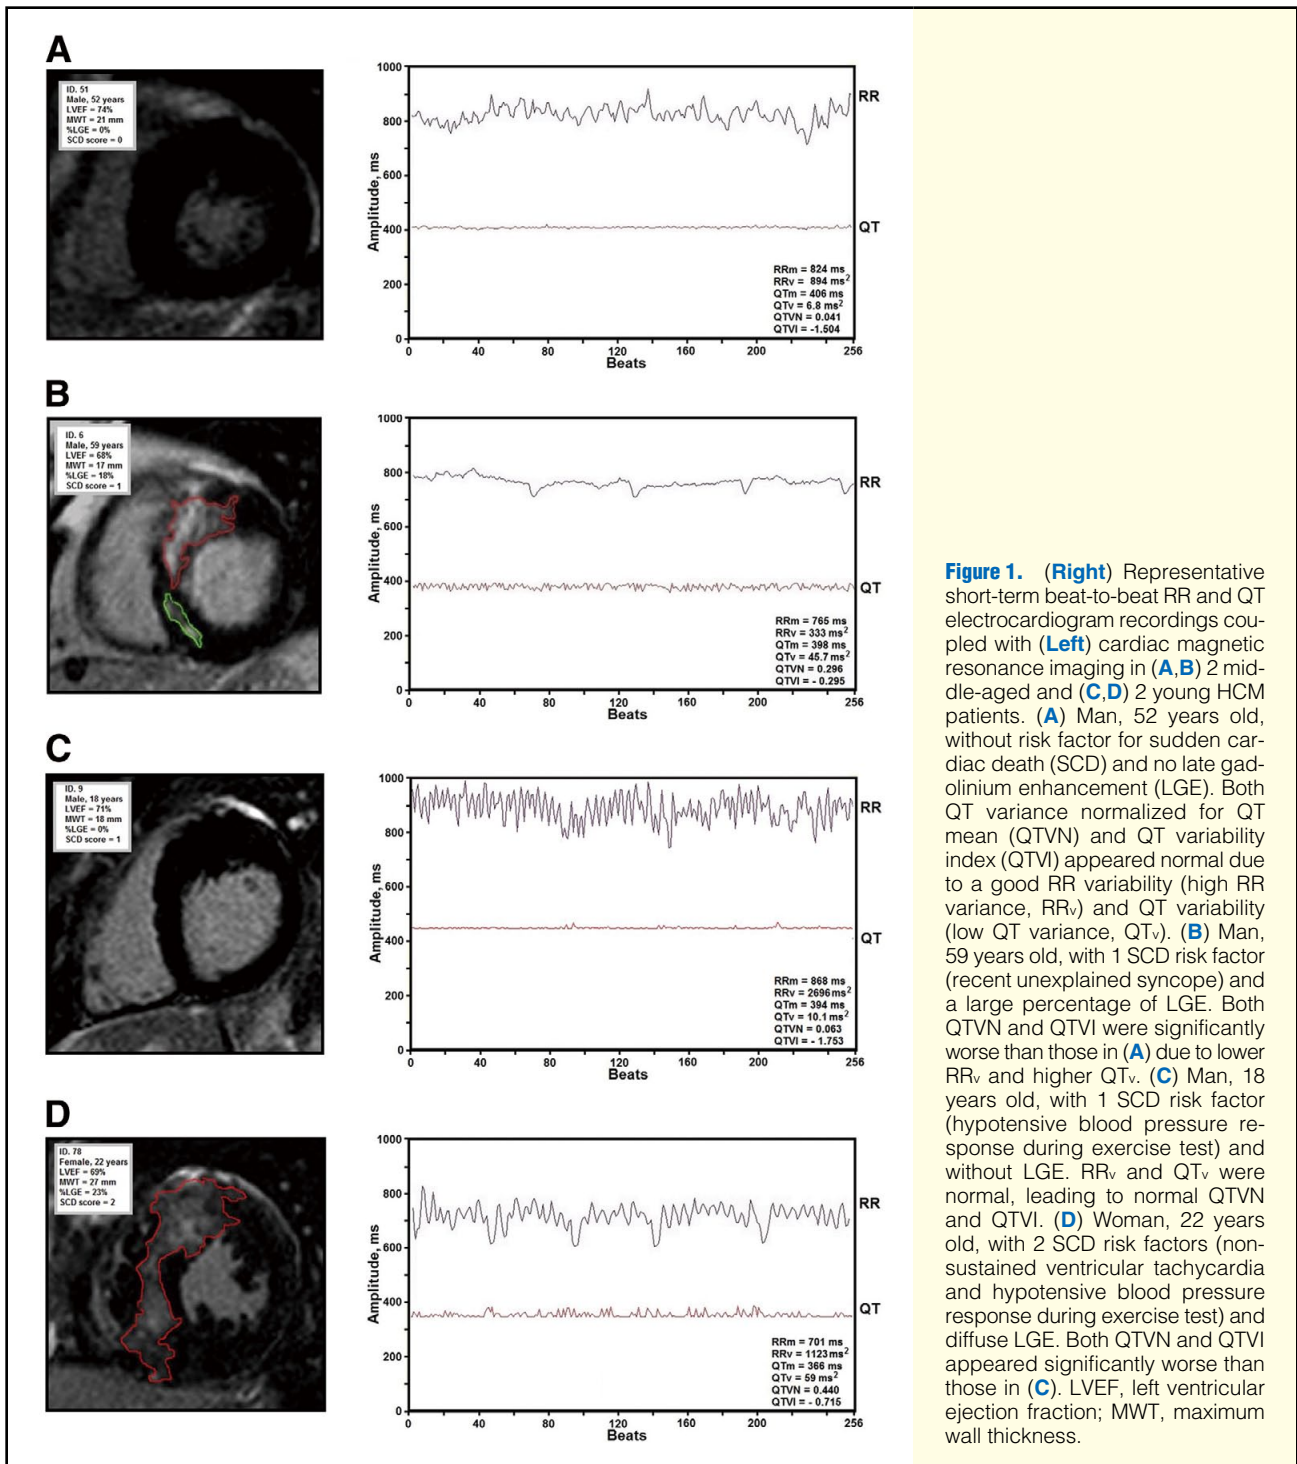 A
ID. 51
Male, 52 years
LVEF = 74%
MWT = 21 mm
%LGE = 0%
SCD score = 0
Amplitude, ms
1000
800
600
400
200
0
RR
QT
RRm = 824 ms
RRv = 894 ms²
QTm = 406 ms
QTv = 6.8 ms²
QTVN = 0.041
QTVI = -1.504
0 40 80 120 160 200 256
Beats
B
ID. 6
Male, 59 years
LVEF = 68%
MWT = 17 mm
%LGE = 18%
SCD score = 1
Amplitude, ms
1000
800
600
400
200
0
RR
QT
RRm = 765 ms
RRv = 333 ms²
QTm = 398 ms
QTv = 45.7 ms²
QTVN = 0.296
QTVI = - 0.295
0 40 80 120 160 200 256
Beats
C
ID. 9
Male, 18 years
LVEF = 71%
MWT = 18 mm
%LGE = 0%
SCD score = 1
Amplitude, ms
1000
800
600
400
200
0
RR
QT
RRm = 868 ms
RRv = 2696 ms²
QTm = 394 ms
QTv = 10.1 ms²
QTVN = 0.063
QTVI = - 1.753
0 40 80 120 160 200 256
Beats
D
ID. 78
Female, 22 years
LVEF = 69%
MWT = 27 mm
%LGE = 23%
SCD score = 2
Amplitude, ms
1000
800
600
400
200
0
RR
QT
RRm = 701 ms
RRv = 1123 ms²
QTm = 366 ms
QTv = 59 ms²
QTVN = 0.440
QTVI = - 0.715
0 40 80 120 160 200 256
Beats
Figure 1. (Right) Representative
short-term beat-to-beat RR and QT
electrocardiogram recordings cou-
pled with (Left) cardiac magnetic
resonance imaging in (A,B) 2 mid-
dle-aged and (C,D) 2 young HCM
patients. (A) Man, 52 years old,
without risk factor for sudden car-
diac death (SCD) and no late gad-
olinium enhancement (LGE). Both
QT variance normalized for QT
mean (QTVN) and QT variability
index (QTVI) appeared normal due
to a good RR variability (high RR
variance, RRv) and QT variability
(low QT variance, QTv). (B) Man,
59 years old, with 1 SCD risk factor
(recent unexplained syncope) and
a large percentage of LGE. Both
QTVN and QTVI were significantly
worse than those in (A) due to lower
RRv and higher QTv. (C) Man, 18
years old, with 1 SCD risk factor
(hypotensive blood pressure re-
sponse during exercise test) and
without LGE. RRv and QTv were
normal, leading to normal QTVN
and QTVI. (D) Woman, 22 years
old, with 2 SCD risk factors (non-
sustained ventricular tachycardia
and hypotensive blood pressure
response during exercise test) and
diffuse LGE. Both QTVN and QTVI
appeared significantly worse than
those in (C). LVEF, left ventricular
ejection fraction; MWT, maximum
wall thickness.